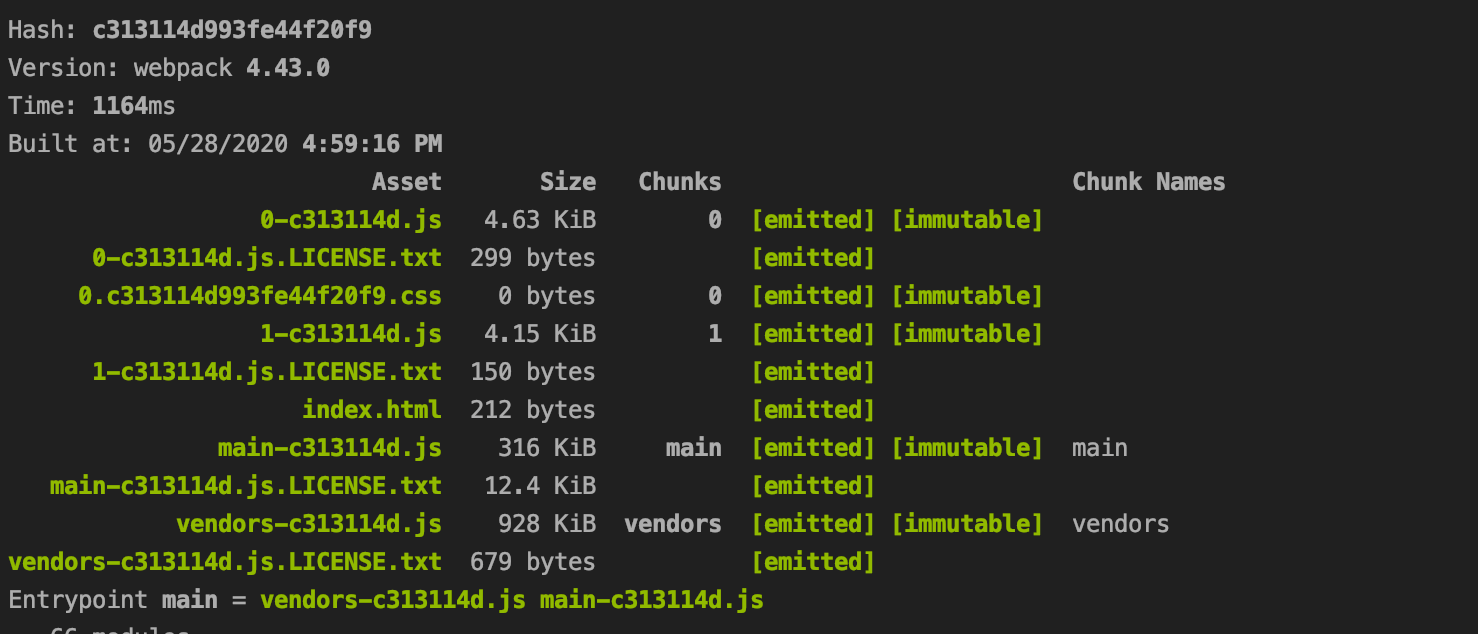 Hash: c313114d993fe44f20f9
Version: webpack 4.43.0
Time: 1164ms
Built at: 05/28/2020 4:59:16 PM
Asset Size Chunks Chunk Names
0-c313114d.js 4.63 KiB 0 [emitted] [immutable]
0-c313114d.js.LICENSE.txt 299 bytes [emitted]
0.c313114d993fe44f20f9.css 0 bytes 0 [emitted] [immutable]
1-c313114d.js 4.15 KiB 1 [emitted] [immutable]
1-c313114d.js.LICENSE.txt 150 bytes [emitted]
index.html 212 bytes [emitted]
main-c313114d.js 316 KiB main [emitted] [immutable] main
main-c313114d.js.LICENSE.txt 12.4 KiB [emitted]
vendors-c313114d.js 928 KiB vendors [emitted] [immutable] vendors
vendors-c313114d.js.LICENSE.txt 679 bytes [emitted]
Entrypoint main = vendors-c313114d.js main-c313114d.js